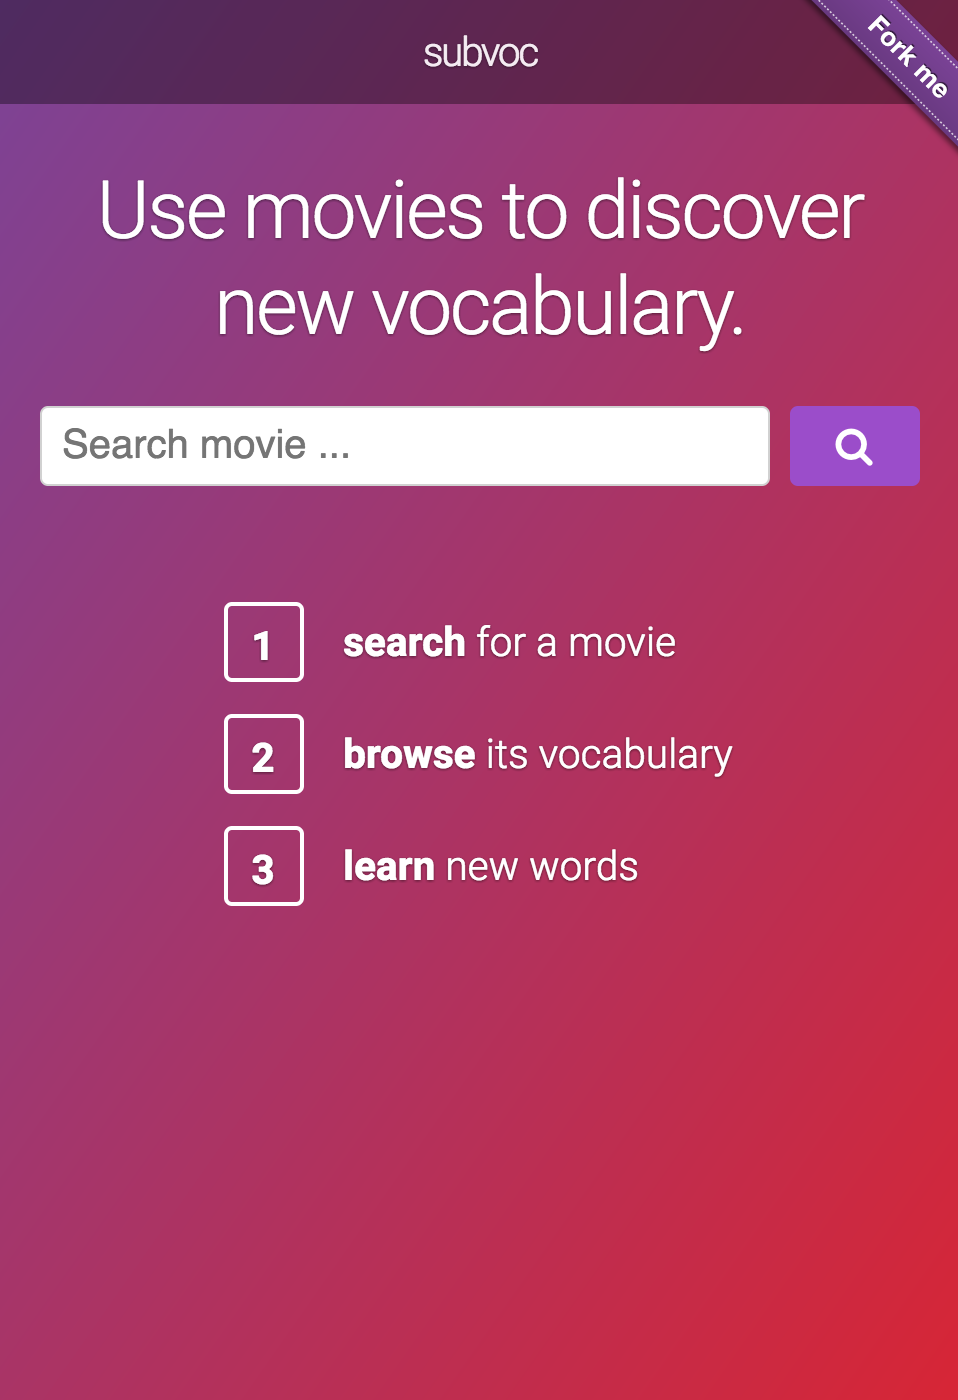 subvoc
Fork me
Use movies to discover
new vocabulary.
Search movie ...
1 search for a movie
2 browse its vocabulary
3 learn new words